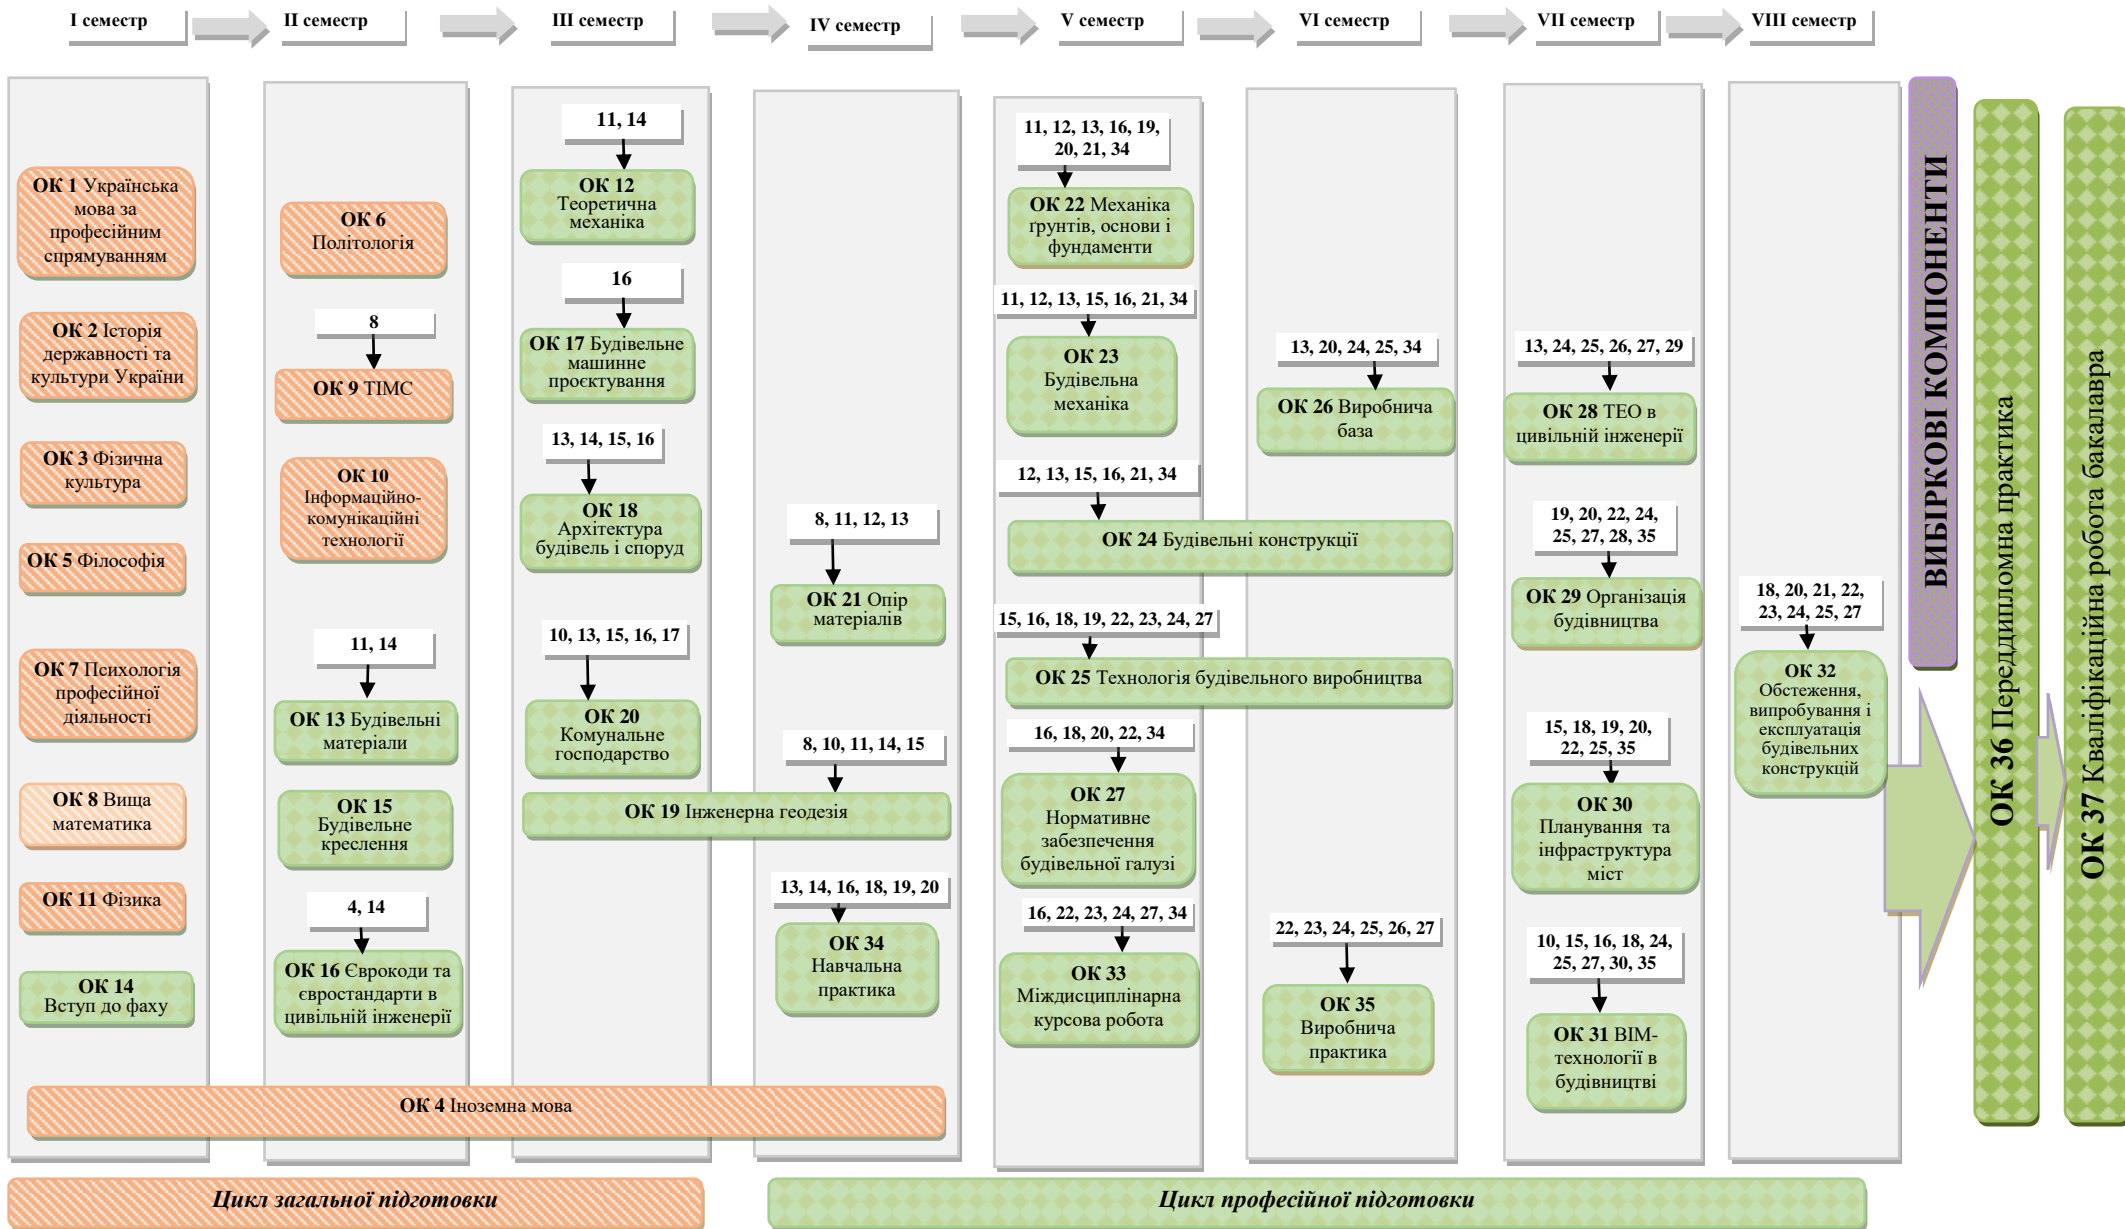 I семестр
II семестр
III семестр
IV семестр
V семестр
VI семестр
VII семестр
VIII семестр
ОК 1 Українська
мова за
професійним
спрямуванням
ОК 2 Історія
державності та
культури України
ОК 3 Фізична
культура
ОК 5 Філософія
ОК 7 Психологія
професійної
діяльності
ОК 8 Вища
математика
ОК 11 Фізика
ОК 14
Вступ до фаху
ОК 6
Політологія
8
ОК 9 ТІМС
ОК 10
Інформаційно-
комунікаційні
технології
11, 14
ОК 13 Будівельні
матеріали
ОК 15
Будівельне
креслення
4, 14
ОК 16 Єврокоди та
євростандарти в
цивільній інженерії
11, 14
ОК 12
Теоретична
механіка
16
ОК 17 Будівельне
машинне
проєктування
13, 14, 15, 16
ОК 18
Архітектура
будівель і споруд
10, 13, 15, 16, 17
ОК 20
Комунальне
господарство
8, 11, 12, 13
ОК 21 Опір
матеріалів
8, 10, 11, 14, 15
ОК 19 Інженерна геодезія
13, 14, 16, 18, 19, 20
ОК 34
Навчальна
практика
ОК 4 Іноземна мова
11, 12, 13, 16, 19,
20, 21, 34
ОК 22 Механіка
ґрунтів, основи і
фундаменти
11, 12, 13, 15, 16, 21, 34
ОК 23
Будівельна
механіка
12, 13, 15, 16, 21, 34
ОК 24 Будівельні конструкції
15, 16, 18, 19, 22, 23, 24, 27
ОК 25 Технологія будівельного виробництва
16, 18, 20, 22, 34
ОК 27
Нормативне
забезпечення
будівельної галузі
16, 22, 23, 24, 27, 34
ОК 33
Міждисциплінарна
курсова робота
13, 20, 24, 25, 34
ОК 26 Виробнича
база
22, 23, 24, 25, 26, 27
ОК 35
Виробнича
практика
13, 24, 25, 26, 27, 29
ОК 28 ТЕО в
цивільній інженерії
19, 20, 22, 24,
25, 27, 28, 35
ОК 29 Організація
будівництва
15, 18, 19, 20,
22, 25, 35
ОК 30
Планування та
інфраструктура
міст
10, 15, 16, 18, 24,
25, 27, 30, 35
ОК 31 BIM-
технології в
будівництві
18, 20, 21, 22,
23, 24, 25, 27
ОК 32
Обстеження,
випробування і
експлуатація
будівельних
конструкцій
ВИБІРКОВІ КОМПІОНЕНТИ
ОК 36 Переддипломна практика
ОК 37 Кваліфікаційна робота бакалавра
Цикл загальної підготовки
Цикл професійної підготовки